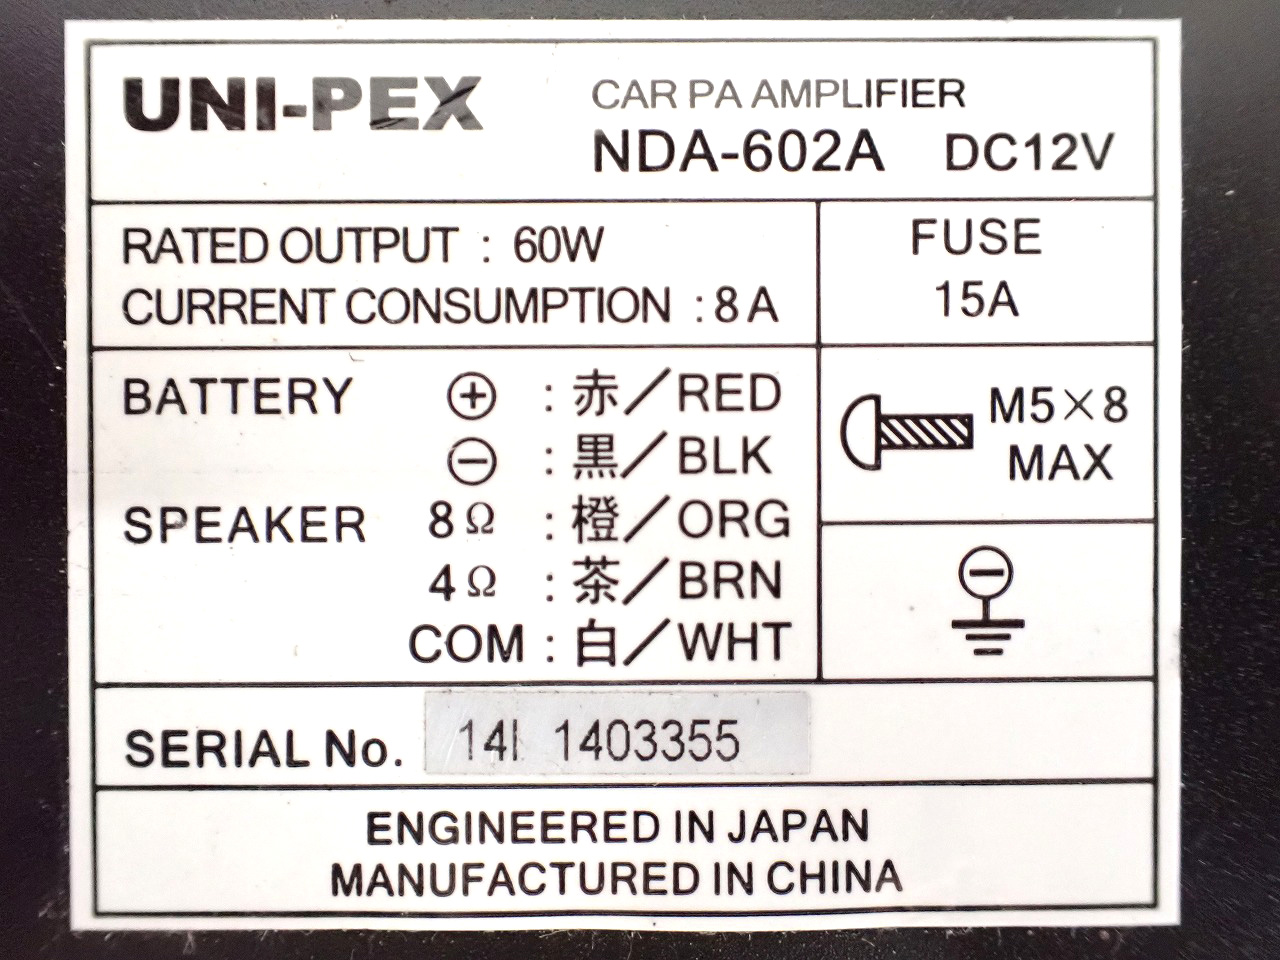 UNI-PEX
CAR PA AMPLIFIER
NDA-602A DC12V
RATED OUTPUT : 60W
CURRENT CONSUMPTION : 8A
FUSE
15A
BATTERY ⊕ : 赤/RED
⊖ : 黒/BLK
SPEAKER 8Ω : 橙/ORG
4Ω : 茶/BRN
COM : 白/WHT
M5×8
MAX
SERIAL No. 14I 1403355
ENGINEERED IN JAPAN
MANUFACTURED IN CHINA